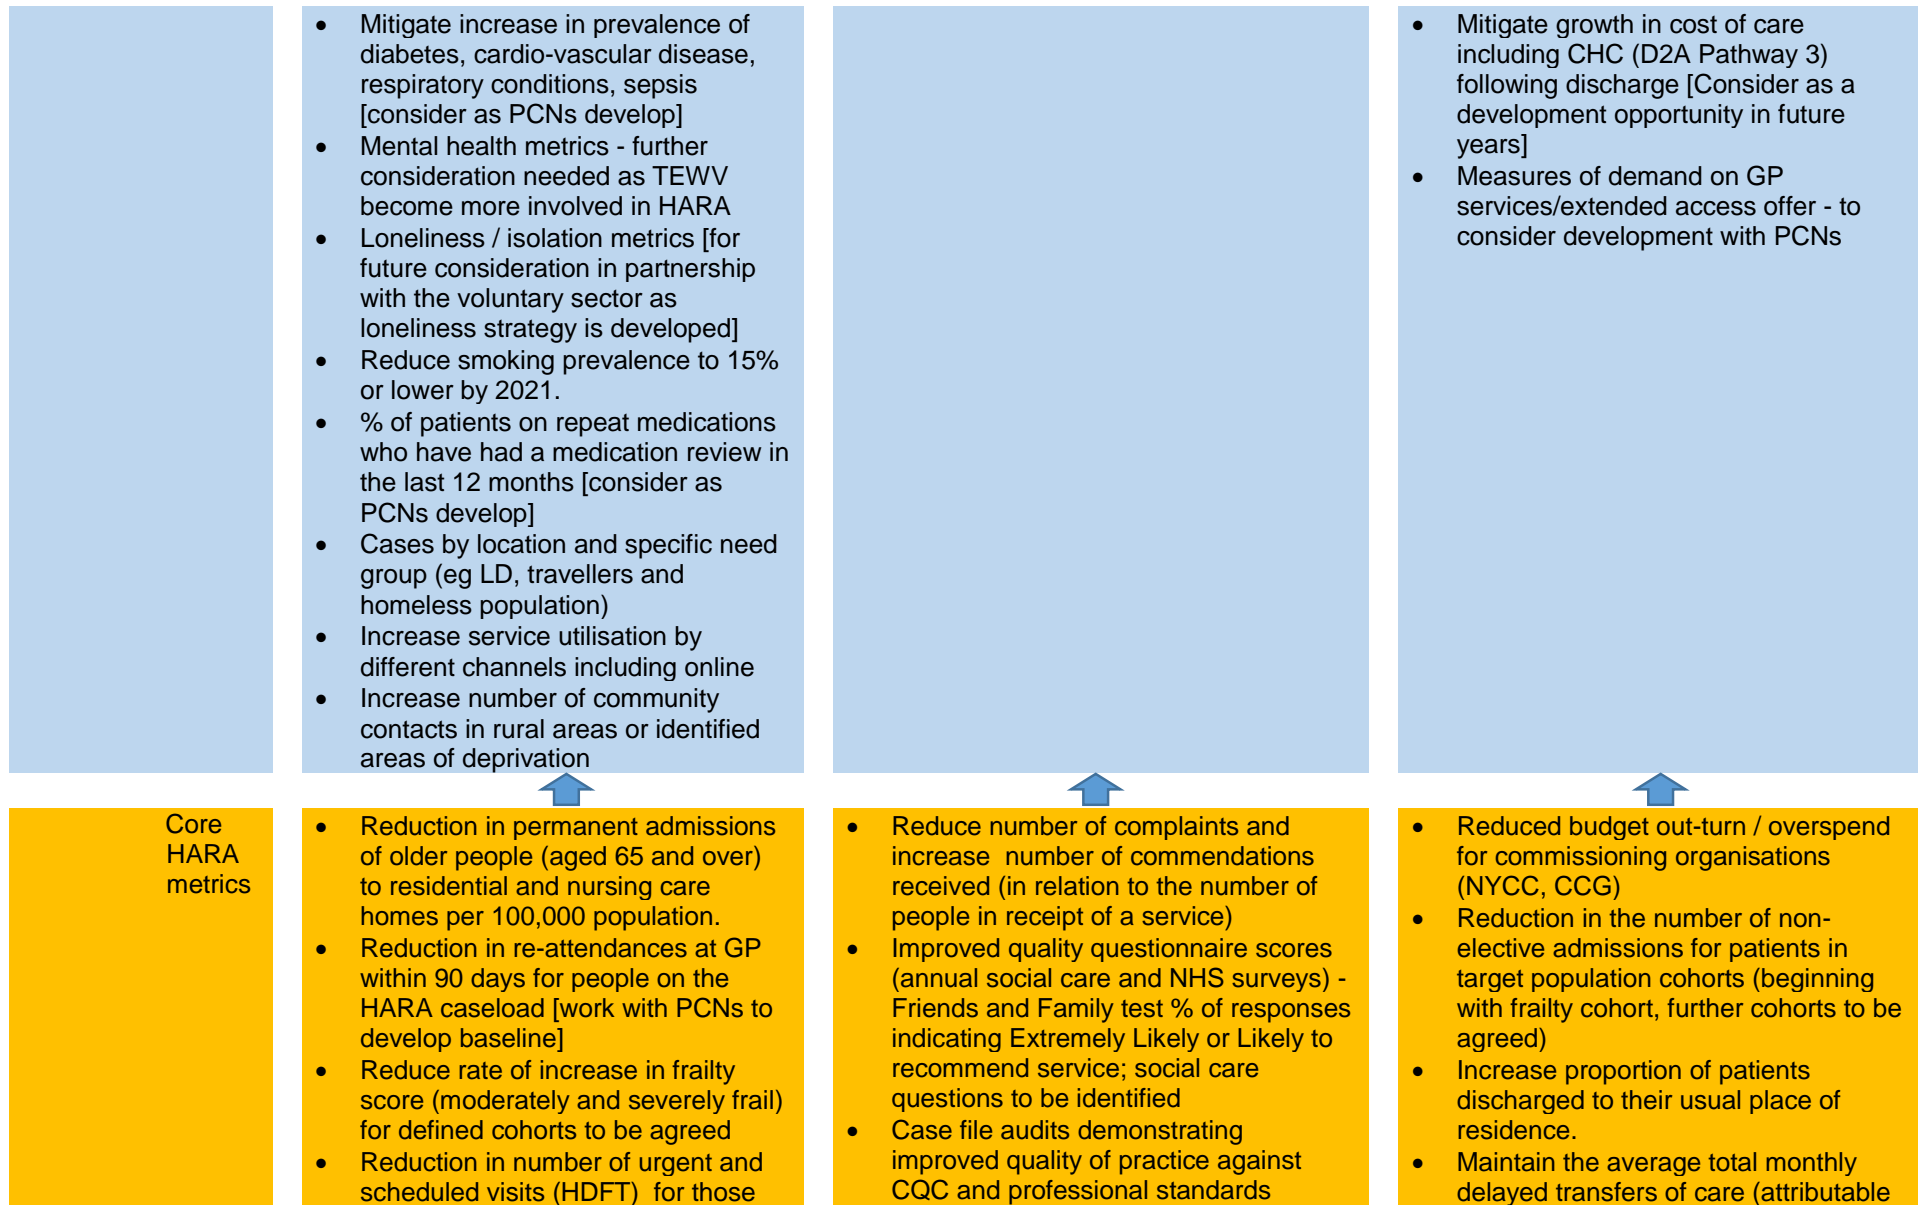 • Mitigate increase in prevalence of
diabetes, cardio-vascular disease,
respiratory conditions, sepsis
[consider as PCNs develop]
• Mental health metrics - further
consideration needed as TEWV
become more involved in HARA
• Loneliness / isolation metrics [for
future consideration in partnership
with the voluntary sector as
loneliness strategy is developed]
• Reduce smoking prevalence to 15%
or lower by 2021.
• % of patients on repeat medications
who have had a medication review in
the last 12 months [consider as
PCNs develop]
• Cases by location and specific need
group (eg LD, travellers and
homeless population)
• Increase service utilisation by
different channels including online
• Increase number of community
contacts in rural areas or identified
areas of deprivation
• Mitigate growth in cost of care
including CHC (D2A Pathway 3)
following discharge [Consider as a
development opportunity in future
years]
• Measures of demand on GP
services/extended access offer - to
consider development with PCNs
Core
HARA
metrics
• Reduction in permanent admissions
of older people (aged 65 and over)
to residential and nursing care
homes per 100,000 population.
• Reduction in re-attendances at GP
within 90 days for people on the
HARA caseload [work with PCNs to
develop baseline]
• Reduce rate of increase in frailty
score (moderately and severely frail)
for defined cohorts to be agreed
• Reduction in number of urgent and
scheduled visits (HDFT) for those
• Reduce number of complaints and
increase number of commendations
received (in relation to the number of
people in receipt of a service)
• Improved quality questionnaire scores
(annual social care and NHS surveys) -
Friends and Family test % of responses
indicating Extremely Likely or Likely to
recommend service; social care
questions to be identified
• Case file audits demonstrating
improved quality of practice against
CQC and professional standards
• Reduced budget out-turn / overspend
for commissioning organisations
(NYCC, CCG)
• Reduction in the number of non-
elective admissions for patients in
target population cohorts (beginning
with frailty cohort, further cohorts to be
agreed)
• Increase proportion of patients
discharged to their usual place of
residence.
• Maintain the average total monthly
delayed transfers of care (attributable